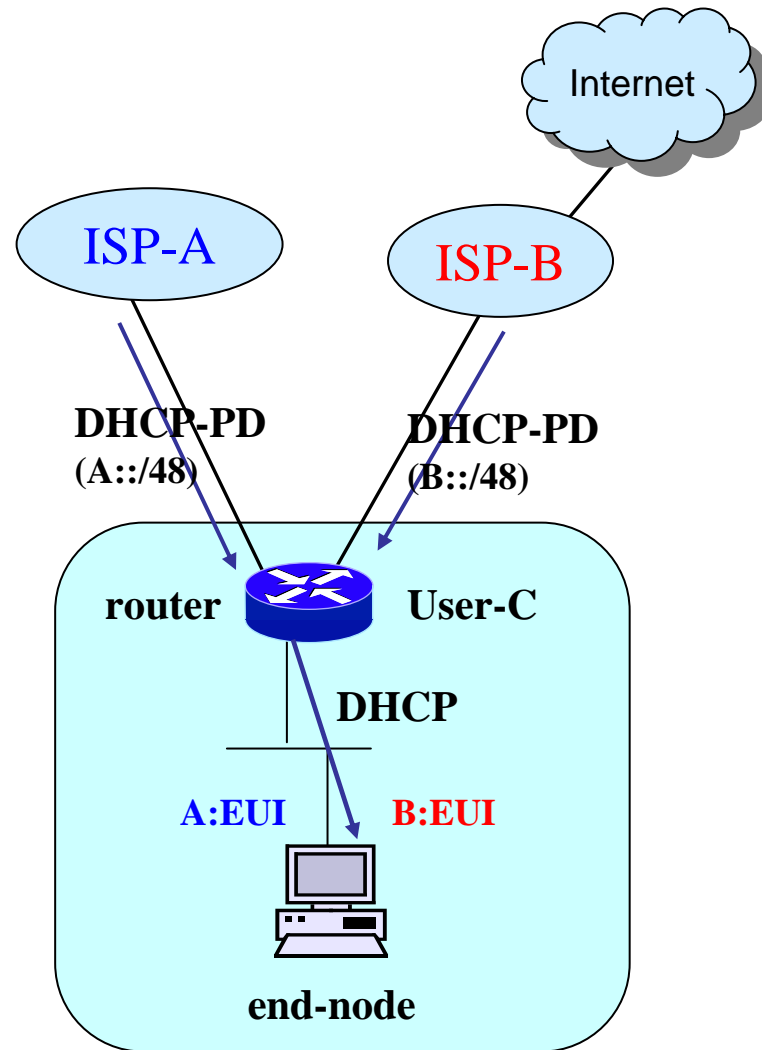 Internet
ISP-A
ISP-B
DHCP-PD
(A::/48)
DHCP-PD
(B::/48)
router
User-C
DHCP
A:EUI
B:EUI
end-node